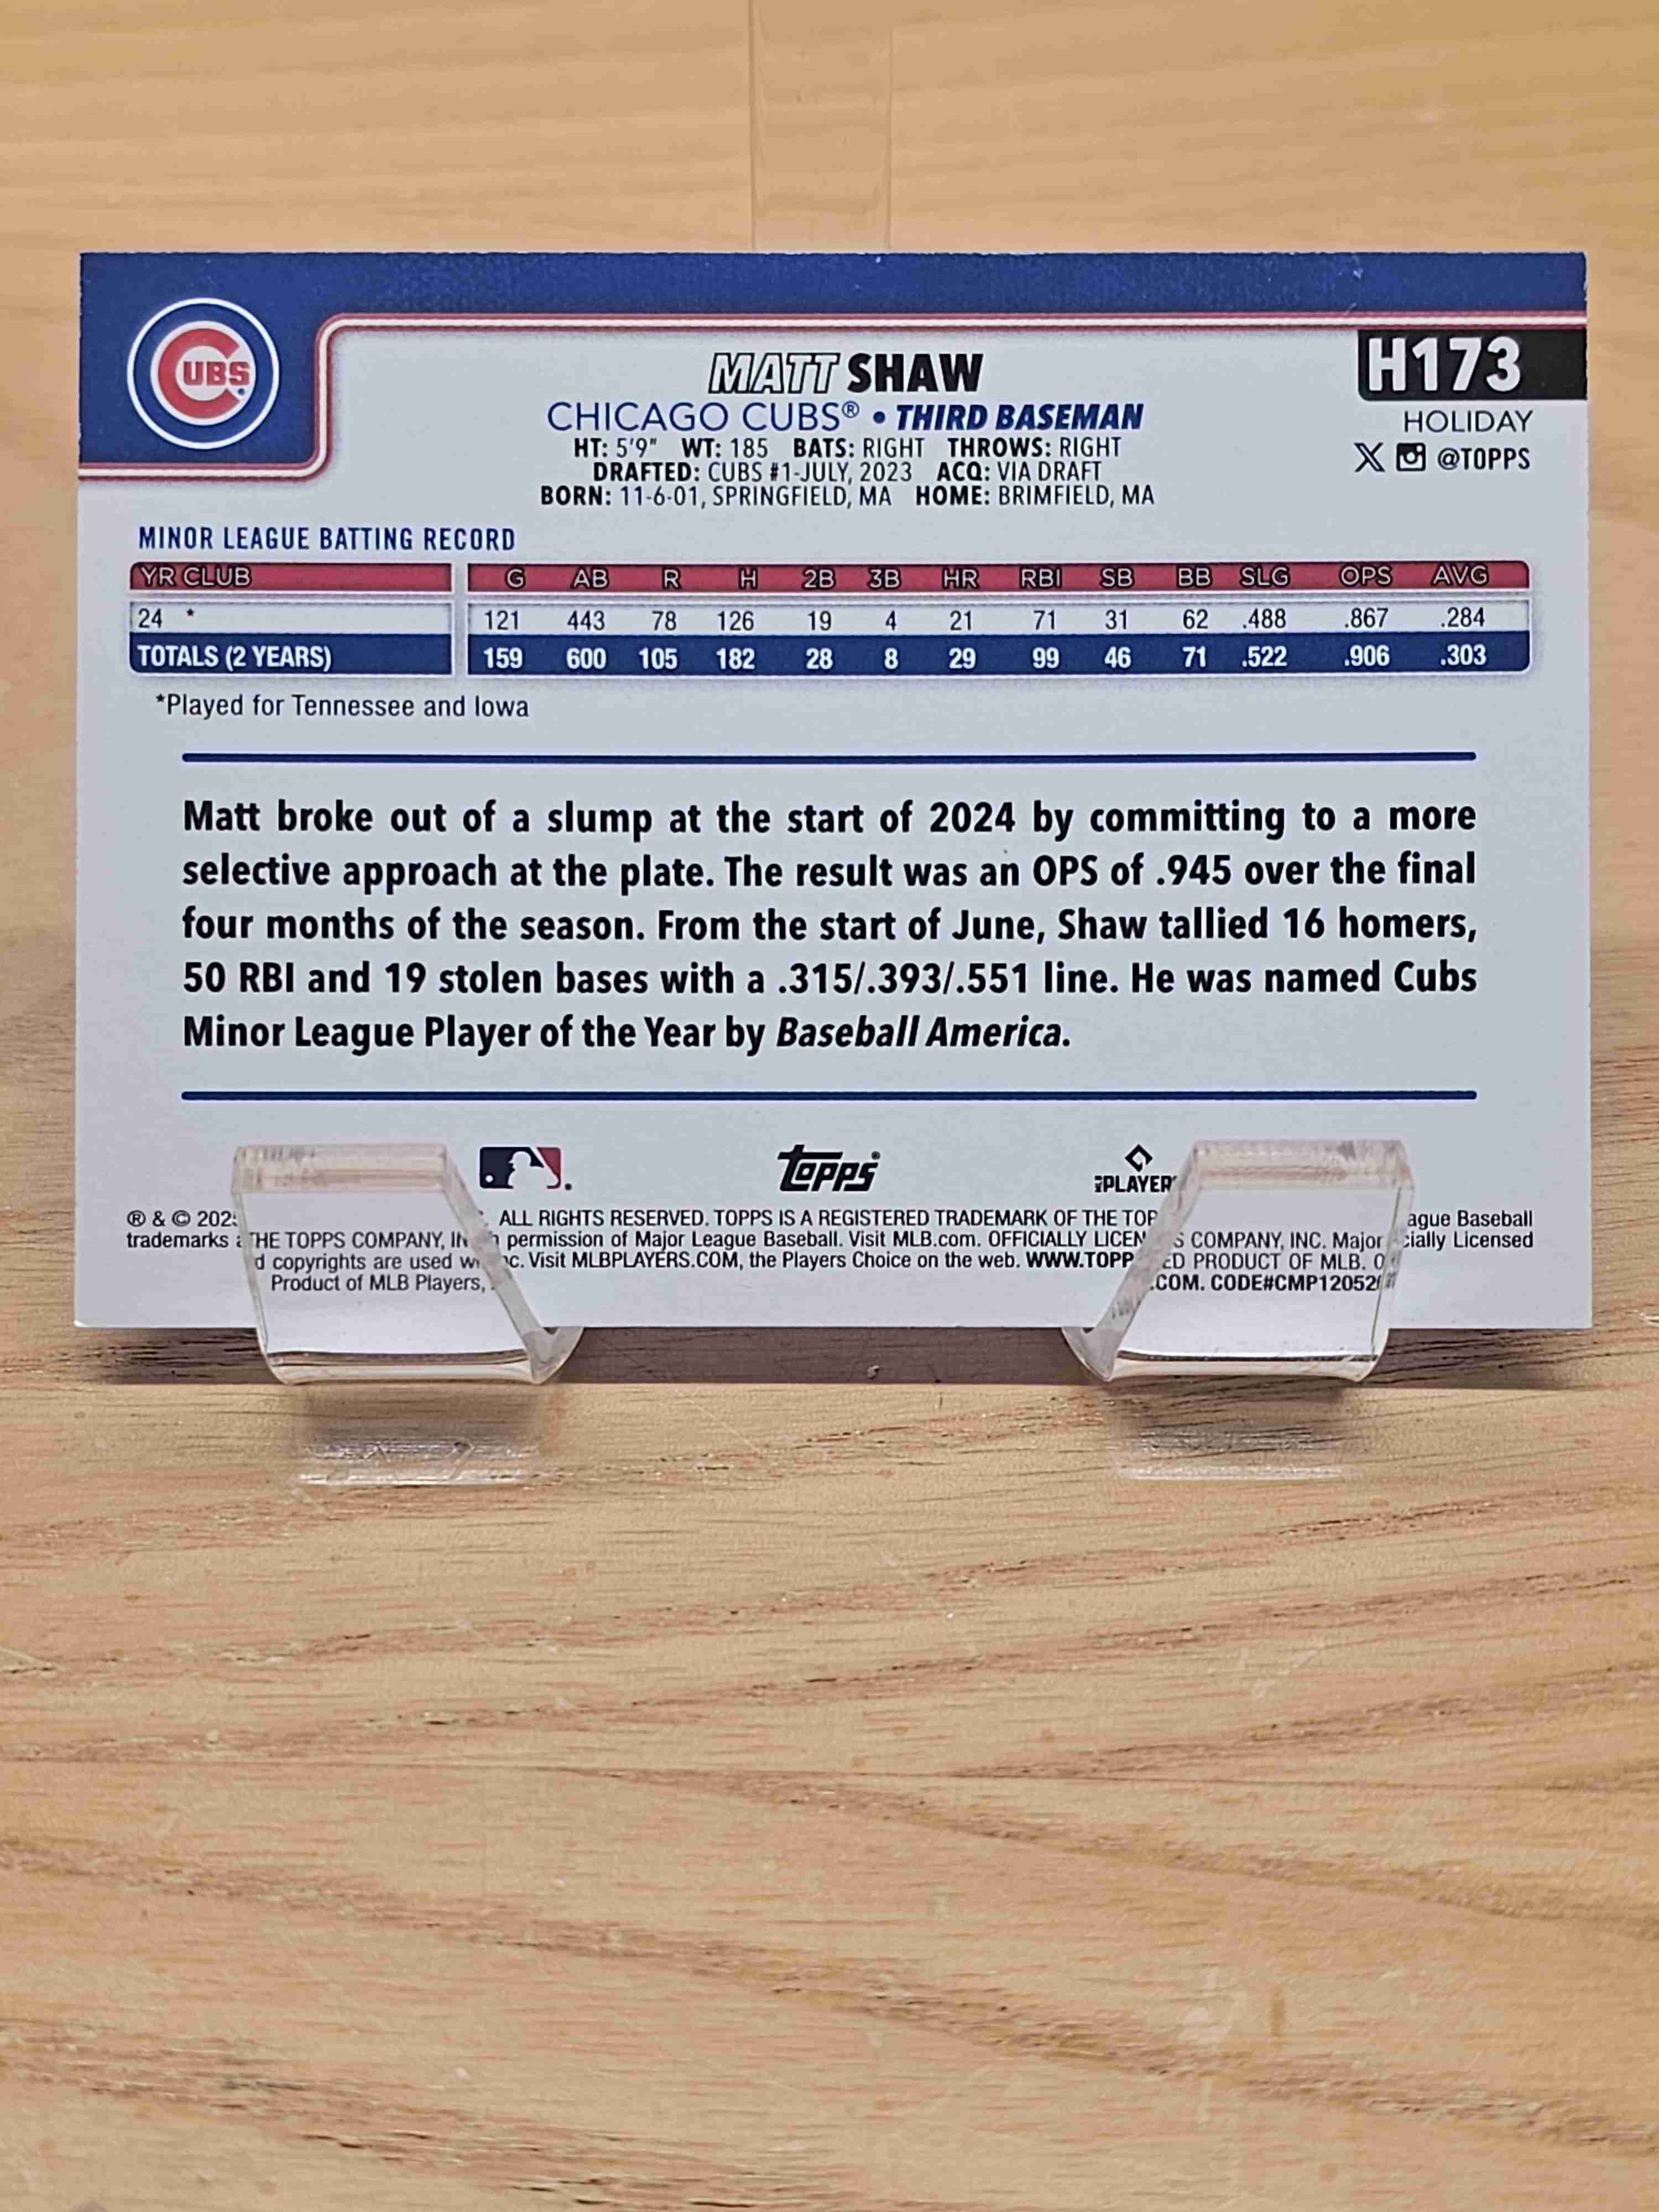 CUBS
H173
MATT SHAW
CHICAGO CUBS® • THIRD BASEMAN
HOLIDAY
HT: 5'9" WT: 185 BATS: RIGHT THROWS: RIGHT
@TOPPS
DRAFTED: CUBS #1-JULY, 2023 ACQ: VIA DRAFT
BORN: 11-6-01, SPRINGFIELD, MA HOME: BRIMFIELD, MA
MINOR LEAGUE BATTING RECORD
YR CLUB G AB R H 2B 3B HR RBI SB BB SLG OPS AVG
24 * 121 443 78 126 19 4 21 71 31 62 .488 .867 .284
TOTALS (2 YEARS) 159 600 105 182 28 8 29 99 46 71 .522 .906 .303
*Played for Tennessee and Iowa
Matt broke out of a slump at the start of 2024 by committing to a more
selective approach at the plate. The result was an OPS of .945 over the final
four months of the season. From the start of June, Shaw tallied 16 homers,
50 RBI and 19 stolen bases with a .315/.393/.551 line. He was named Cubs
Minor League Player of the Year by Baseball America.
Topps®
PLAYER
® & © ALL RIGHTS RESERVED. TOPPS IS A REGISTERED TRADEMARK OF THE Baseball
trademarks THE TOPPS COMPANY, permission of Major League Baseball. Visit MLB.com. OFFICIALLY COMPANY, INC. Major Licensed
copyrights are used Visit MLBPLAYERS.COM, the Players Choice on the web. PRODUCT OF MLB.
Product of MLB Players, .COM.